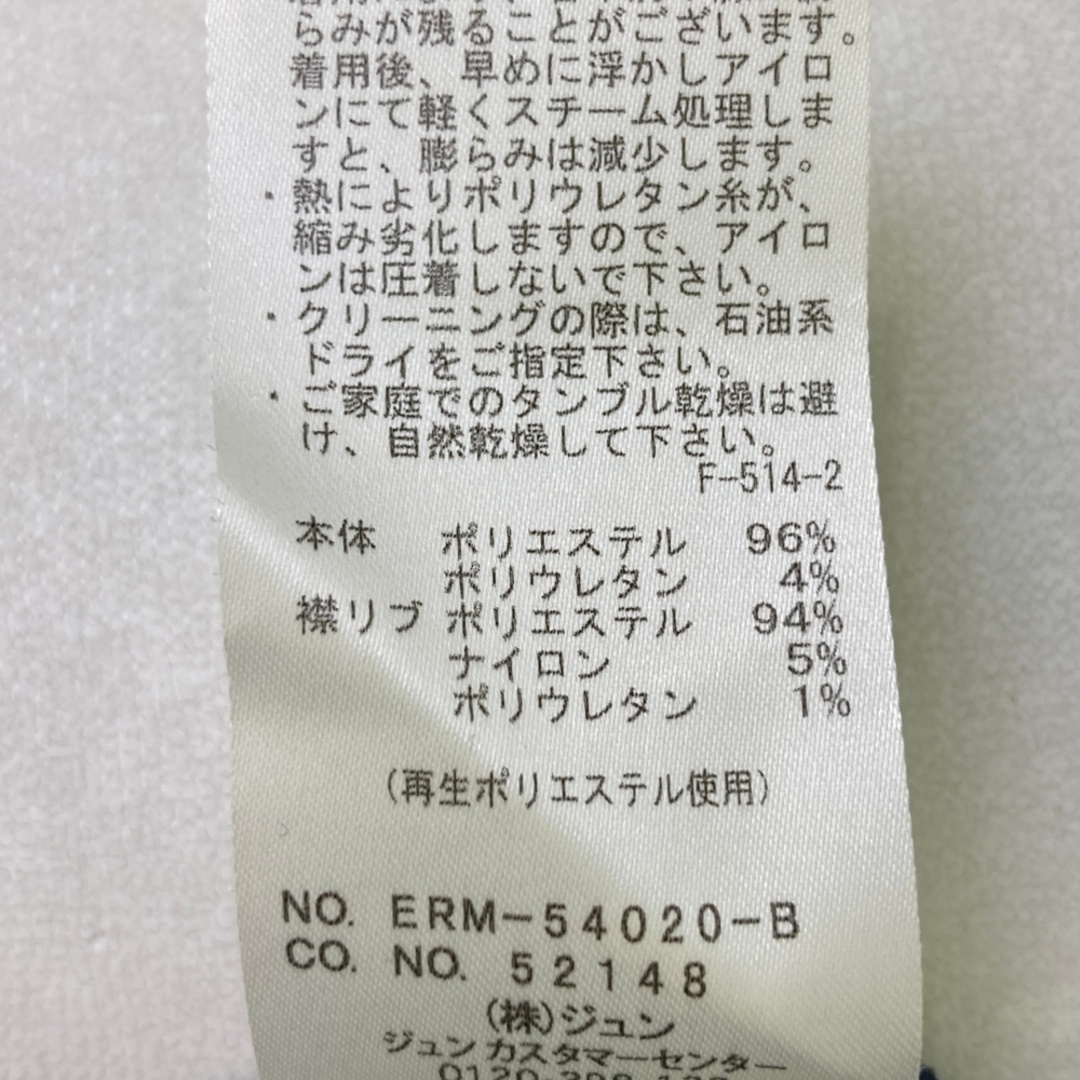 らみが残ることがございます。
着用後、早めに浮かしアイロ
ンにて軽くスチーム処理しま
すと、膨らみは減少します。
・熱によりポリウレタン糸が、
縮み劣化しますので、アイロ
ンは圧着しないで下さい。
・クリーニングの際は、石油系
ドライをご指定下さい。
・ご家庭でのタンブル乾燥は避
け、自然乾燥して下さい。
F-514-2
本体 ポリエステル 96%
ポリウレタン 4%
襟リブ ポリエステル 94%
ナイロン 5%
ポリウレタン 1%
(再生ポリエステル使用)
NO. ERM-54020-B
CO. NO. 52148
(株)ジュン
ジュン カスタマーセンター